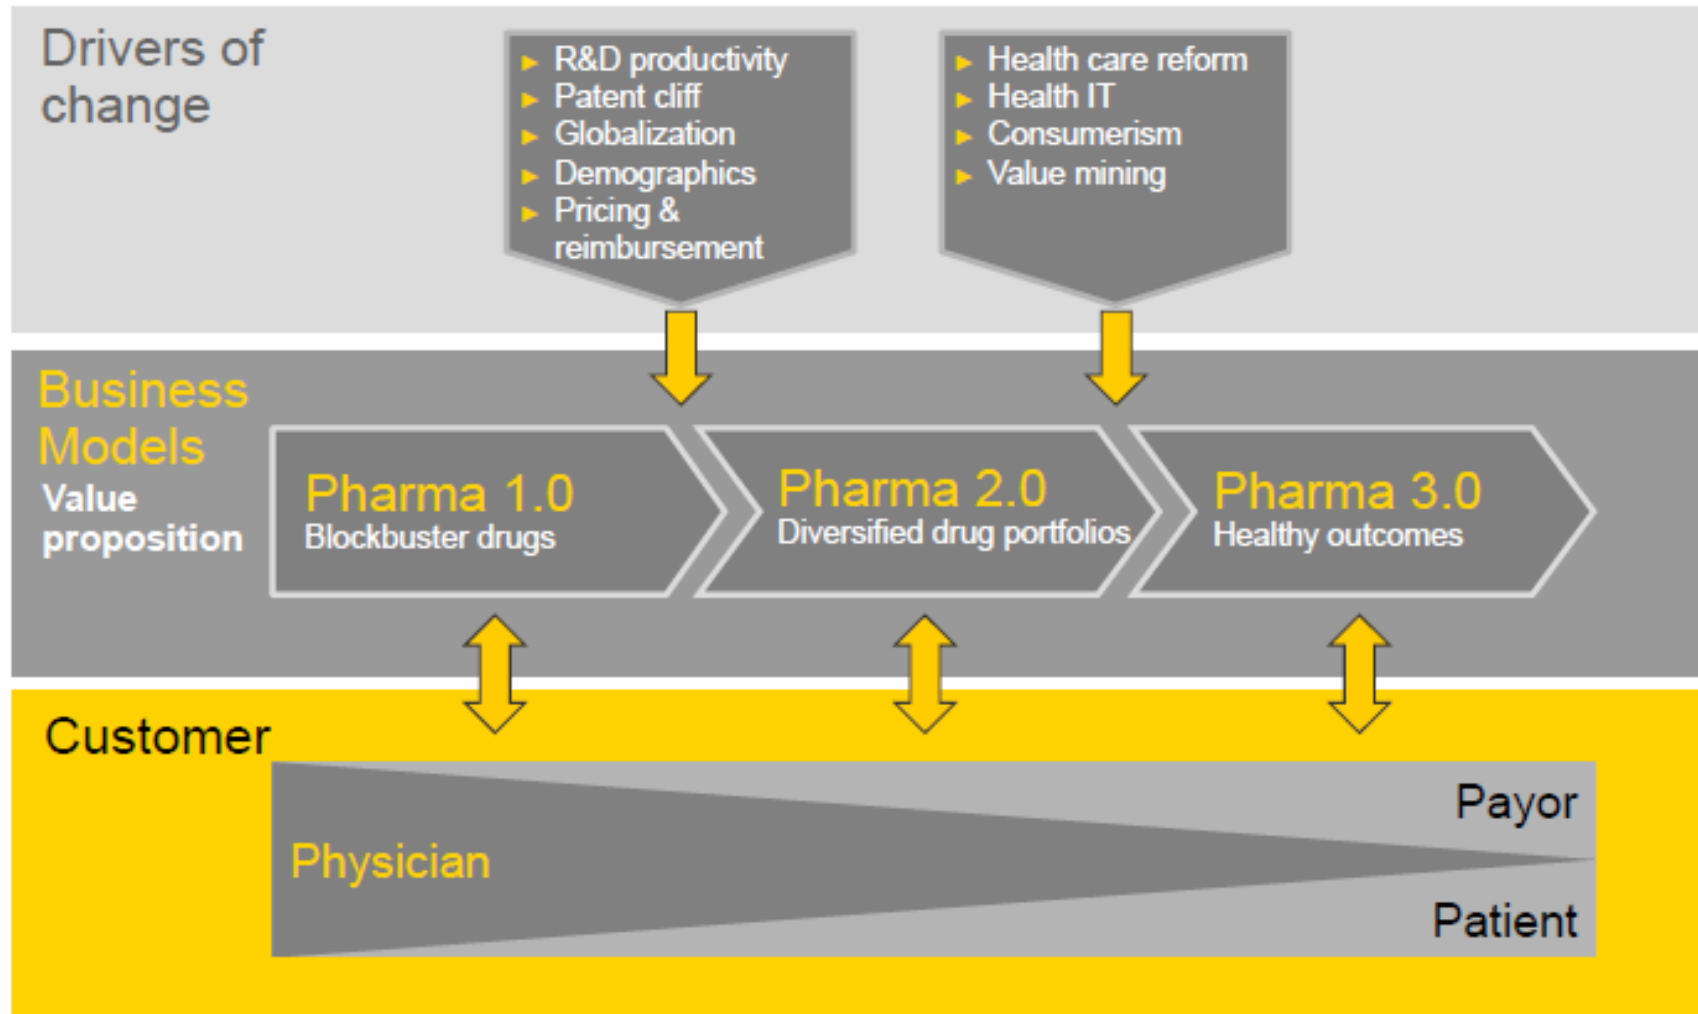 Drivers of
change
R&D productivity
Patent cliff
Globalization
Demographics
Pricing &
reimbursement
Health care reform
Health IT
Consumerism
Value mining
Business
Models
Value
proposition
Pharma 1.0
Blockbuster drugs
Pharma 2.0
Diversified drug portfolios
Pharma 3.0
Healthy outcomes
Customer
Physician
Payor
Patient